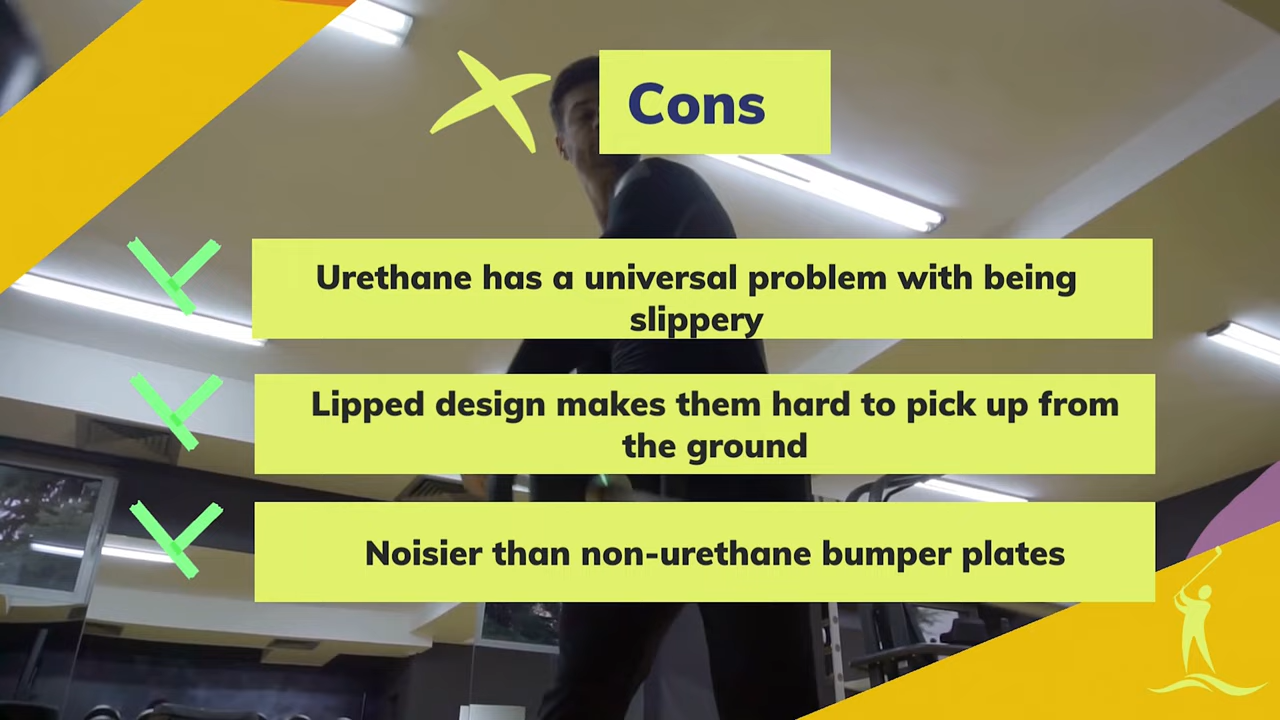 Cons
Urethane has a universal problem with being
slippery
Lipped design makes them hard to pick up from
the ground
Noisier than non-urethane bumper plates